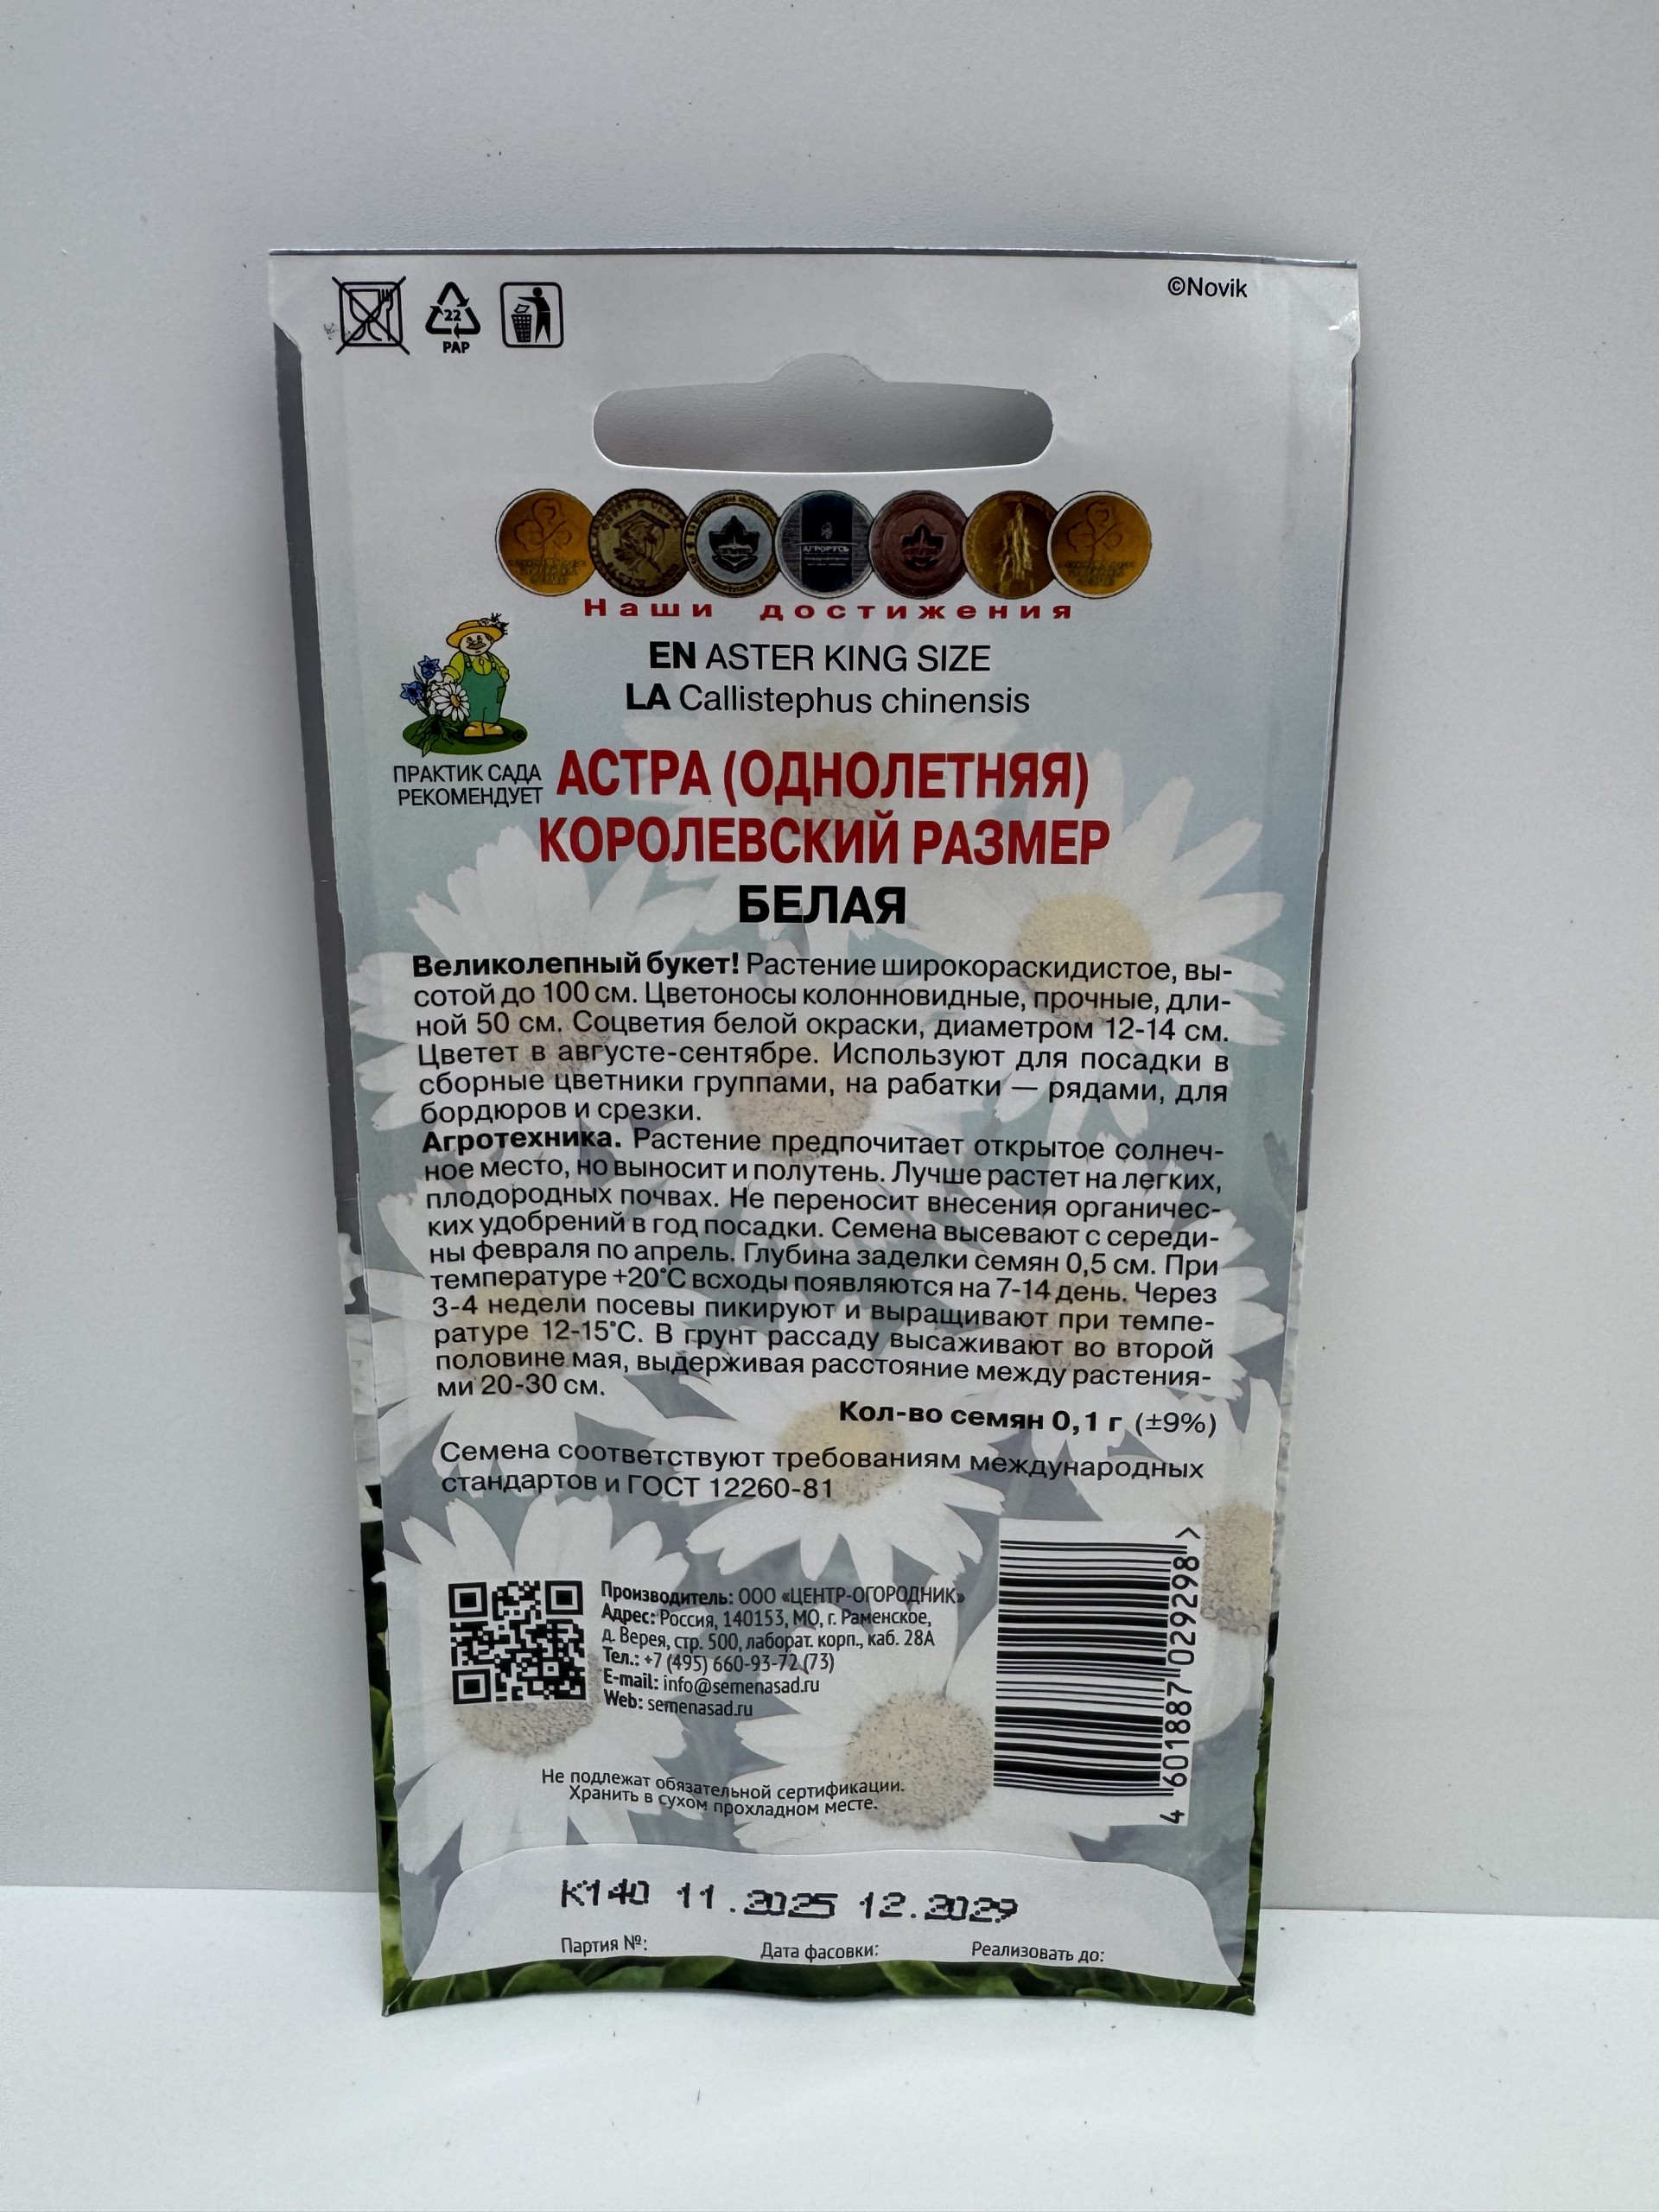 ©Novik
22
PAP
АГРОРУСЬ
Наши достижения
EN ASTER KING SIZE
LA Callistephus chinensis
ПРАКТИК САДА
РЕКОМЕНДУЕТ
АСТРА (ОДНОЛЕТНЯЯ)
КОРОЛЕВСКИЙ РАЗМЕР
БЕЛАЯ
Великолепный букет! Растение широкораскидистое, вы-
сотой до 100 см. Цветоносы колонновидные, прочные, дли-
ной 50 см. Соцветия белой окраски, диаметром 12-14 см.
Цветет в августе-сентябре. Используют для посадки в
сборные цветники группами, на рабатки — рядами, для
бордюров и срезки.
Агротехника. Растение предпочитает открытое солнеч-
ное место, но выносит и полутень. Лучше растет на легких,
плодородных почвах. Не переносит внесения органичес-
ких удобрений в год посадки. Семена высевают с середи-
ны февраля по апрель. Глубина заделки семян 0,5 см. При
температуре +20°С всходы появляются на 7-14 день. Через
3-4 недели посевы пикируют и выращивают при темпе-
ратуре 12-15°С. В грунт рассаду высаживают во второй
половине мая, выдерживая расстояние между растения-
ми 20-30 см.
Кол-во семян 0,1 г (±9%)
Семена соответствуют требованиям международных
стандартов и ГОСТ 12260-81
Производитель: ООО «ЦЕНТР-ОГОРОДНИК»
Адрес: Россия, 140153, МО, г. Раменское,
д. Верея, стр. 500, лаборат. корп., каб. 28А
Тел.: +7 (495) 660-93-72 (73)
E-mail: info@semenasad.ru
Web: semenasad.ru
4 601887 029298 >
Не подлежат обязательной сертификации.
Хранить в сухом прохладном месте.
К140 11.2025 12.2029
Партия №: Дата фасовки: Реализовать до: